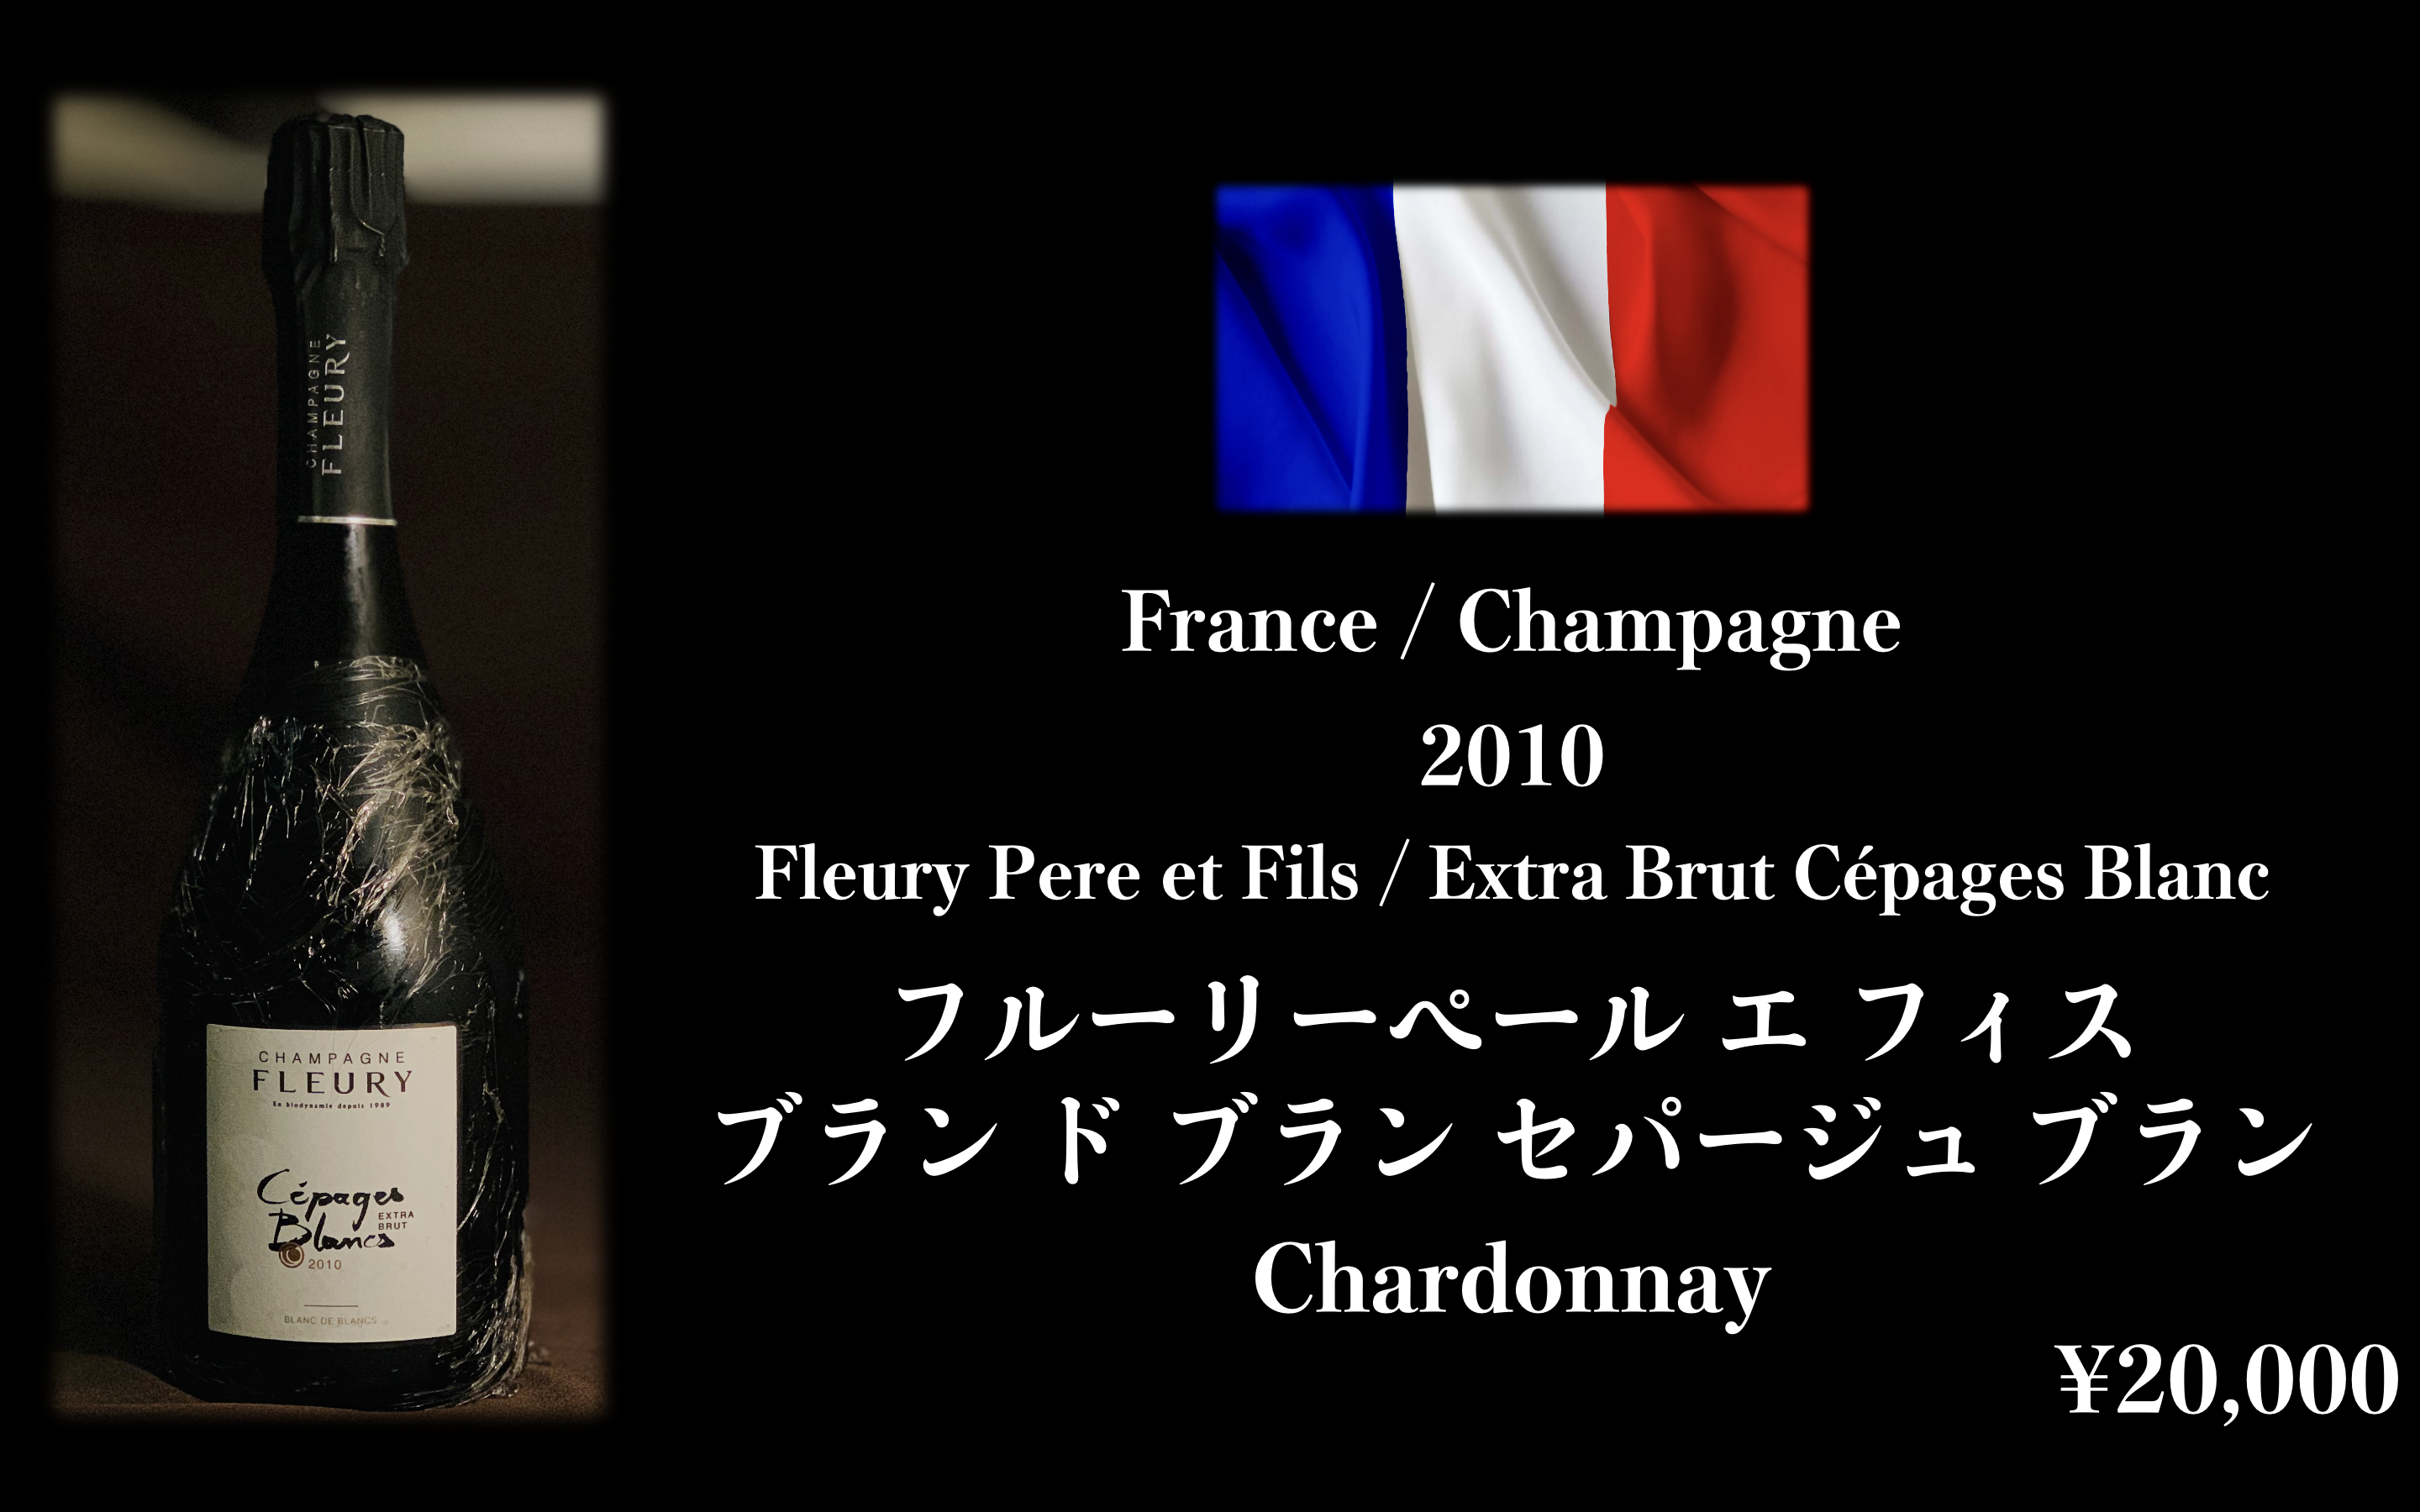 CHAMPAGNE
FLEURY
CHAMPAGNE
FLEURY
En biodynamie depuis 1989
Cépages
Blancs
EXTRA
BRUT
2010
BLANC DE BLANCS
France / Champagne
2010
Fleury Pere et Fils / Extra Brut Cépages Blanc
フルーリーペール エ フィス
ブラン ド ブラン セパージュ ブラン
Chardonnay
¥20,000